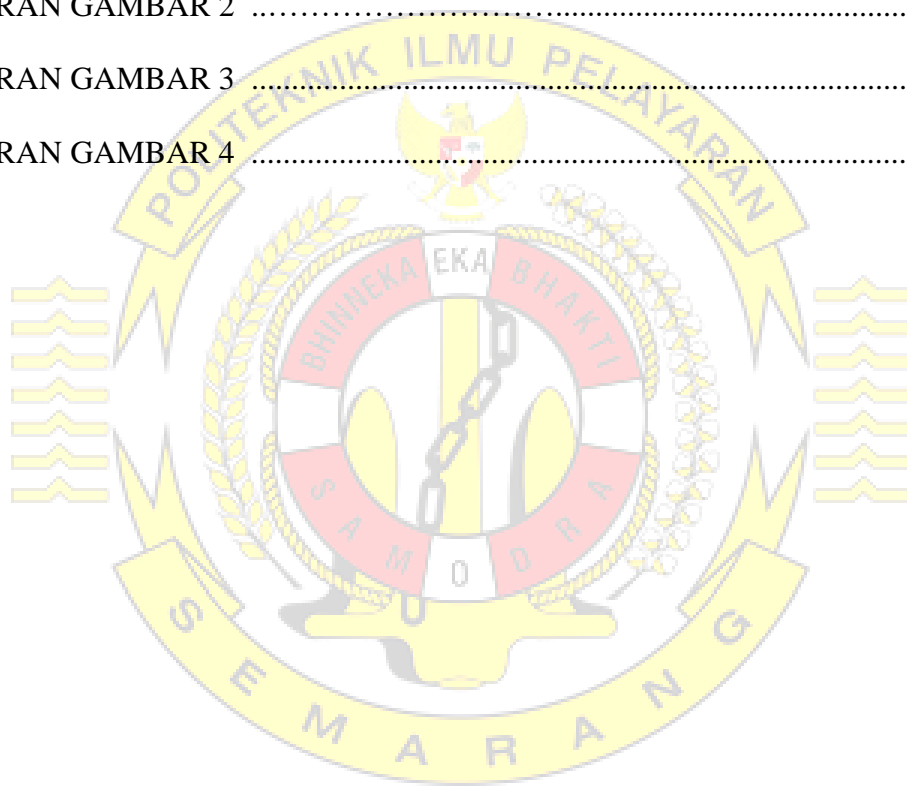 RAN GAMBAR 2 ..……………………………................................................
RAN GAMBAR 3 ..................................................................................
RAN GAMBAR 4 ..................................................................................
POLITEKNIK ILMU PELAYARAN
BHINNEKA EKA BHAKTI
SAMODRA
SEMARANG